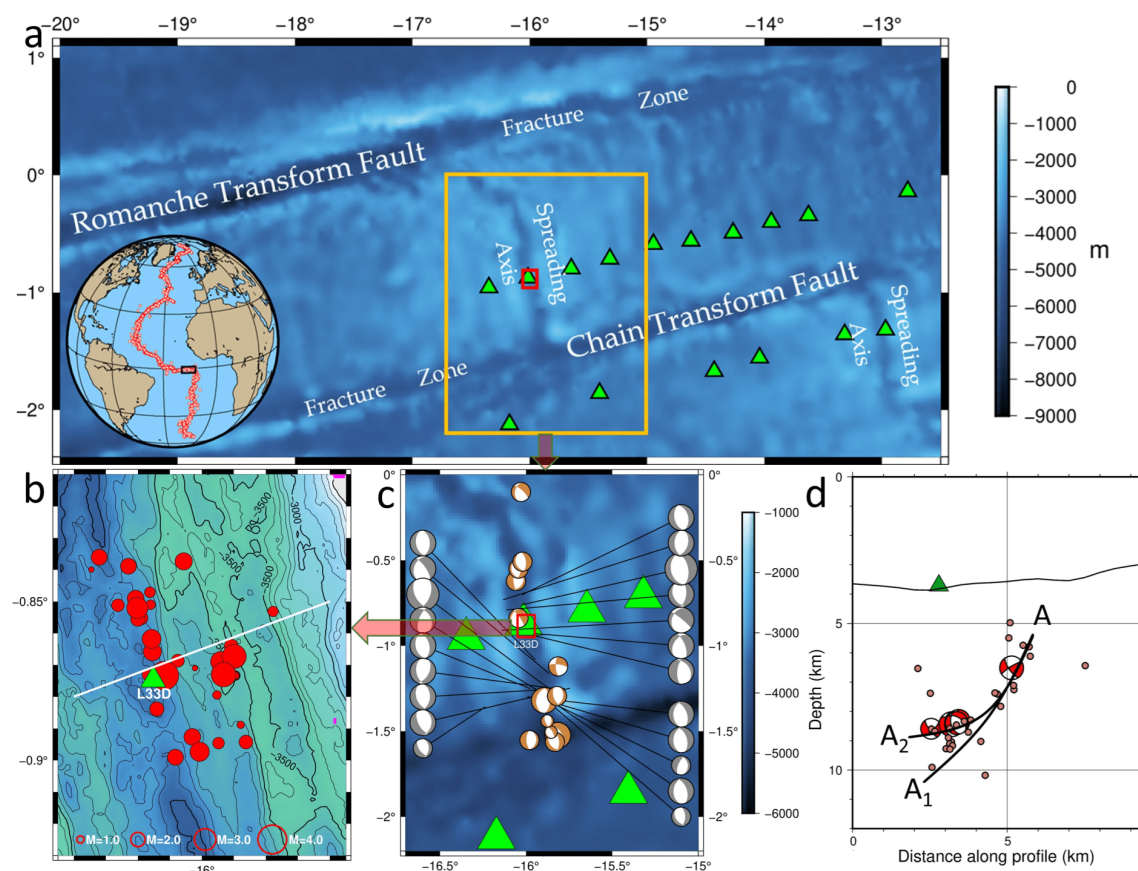 a
−20° −19° −18° −17° −16° −15° −14° −13°
1°
0°
−1°
−2°
Romanche Transform Fault
Fracture Zone
Spreading
Axis
Chain Transform Fault
Fracture Zone
Spreading
Axis
0
−1000
−2000
−3000
−4000
−5000
−6000
−7000
−8000
−9000
m
b
−0.85°
−0.9°
−3500
3000
3500
3500
3500
L33D
M=1.0 M=2.0 M=3.0 M=4.0
−16°
c
0°
−0.5°
−1°
−1.5°
−2°
0°
−0.5°
−1°
−1.5°
−2°
L33D
−16.5° −16° −15.5° −15°
−1000
−2000
−3000
−4000
−5000
−6000
d
0
5
10
Depth (km)
A
A2
A1
0 5
Distance along profile (km)